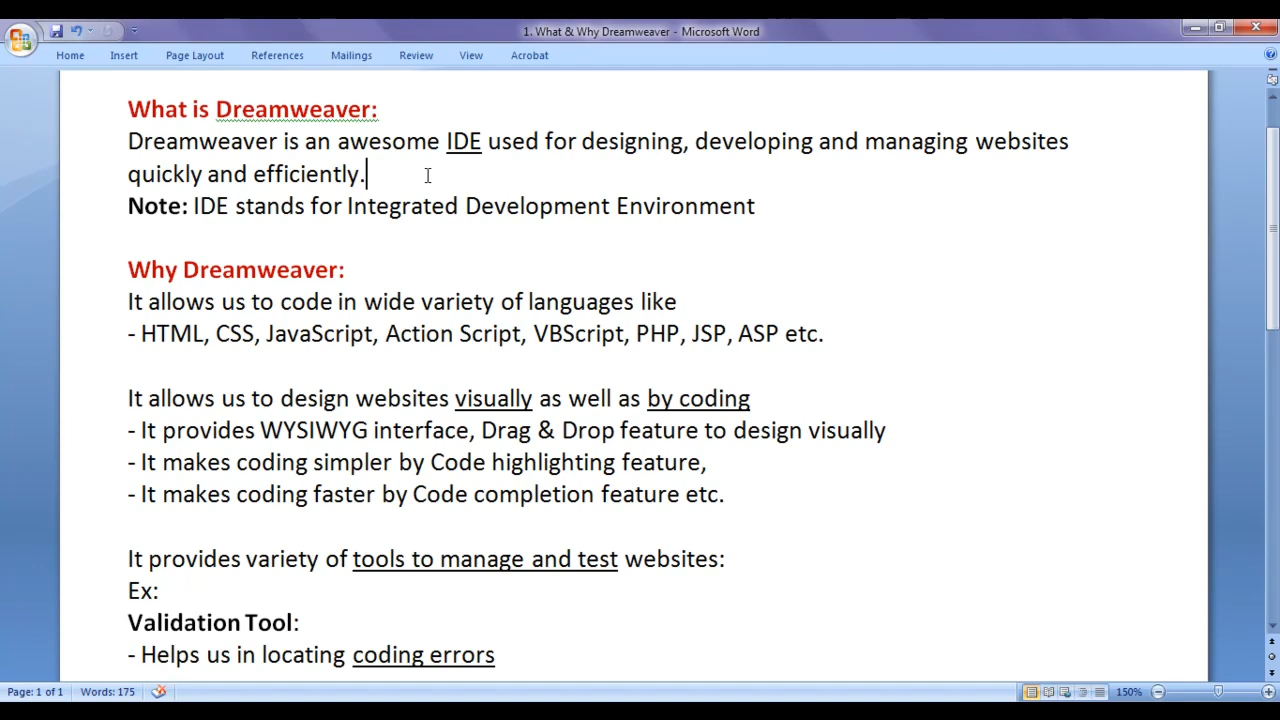 1. What & Why Dreamweaver - Microsoft Word
Home Insert Page Layout References Mailings Review View Acrobat
What is Dreamweaver:
Dreamweaver is an awesome IDE used for designing, developing and managing websites
quickly and efficiently.
Note: IDE stands for Integrated Development Environment
Why Dreamweaver:
It allows us to code in wide variety of languages like
- HTML, CSS, JavaScript, Action Script, VBScript, PHP, JSP, ASP etc.
It allows us to design websites visually as well as by coding
- It provides WYSIWYG interface, Drag & Drop feature to design visually
- It makes coding simpler by Code highlighting feature,
- It makes coding faster by Code completion feature etc.
It provides variety of tools to manage and test websites:
Ex:
Validation Tool:
- Helps us in locating coding errors
Page: 1 of 1 Words: 175 150%